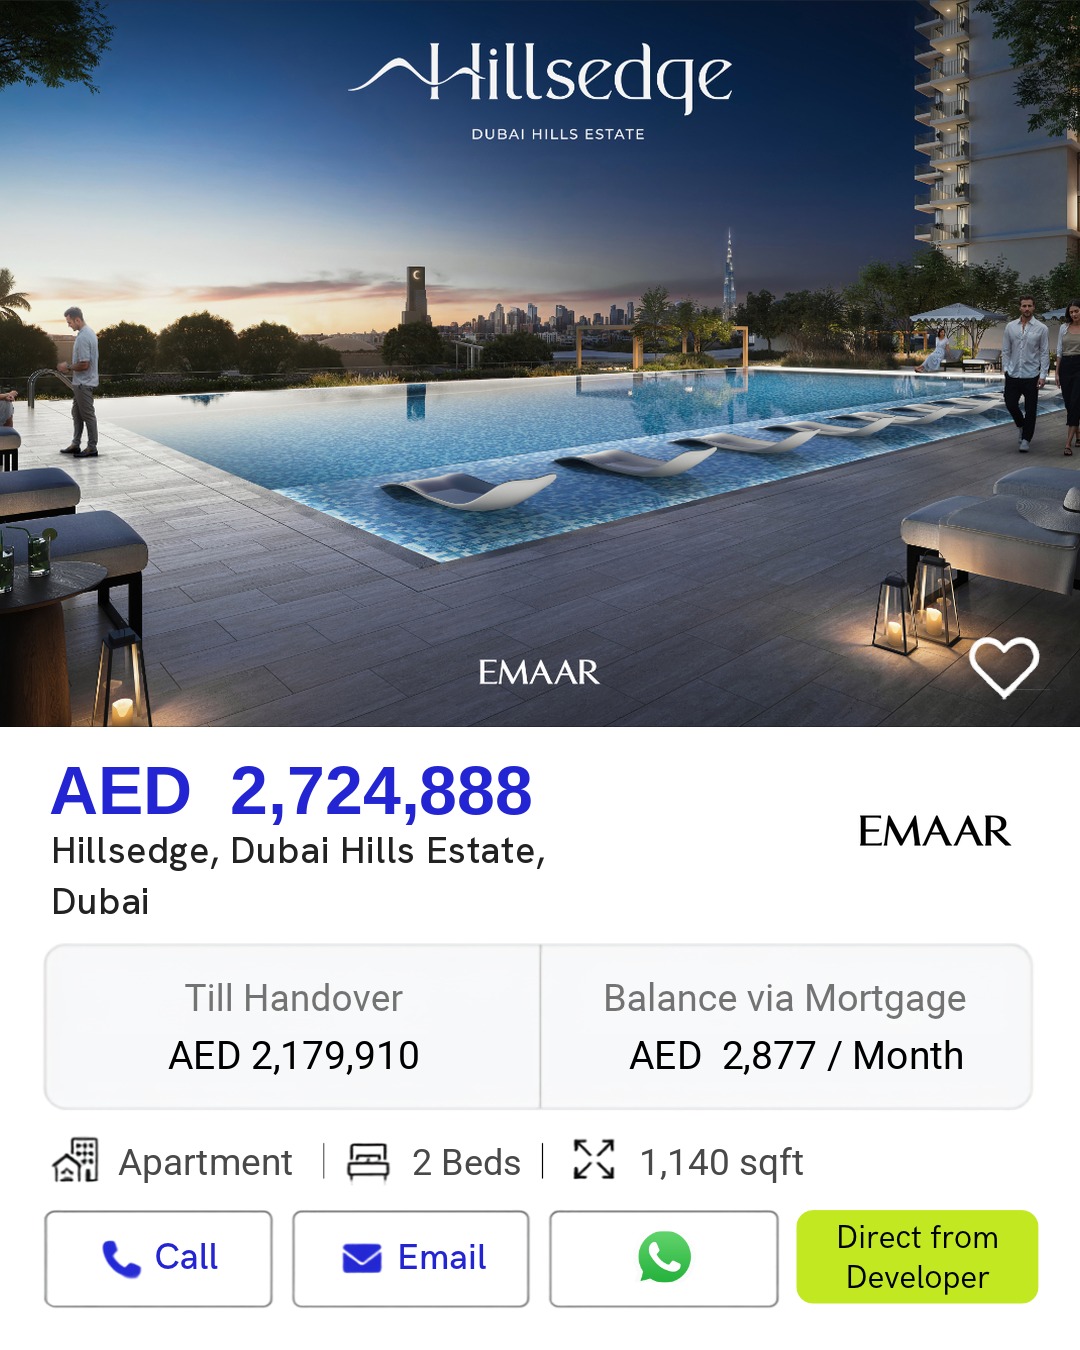 Hillsedge
DUBAI HILLS ESTATE
EMAAR
AED 2,724,888
EMAAR
Hillsedge, Dubai Hills Estate,
Dubai
Till Handover
Balance via Mortgage
AED 2,179,910
AED 2,877 / Month
Apartment
2 Beds
1,140 sqft
Call
Email
Direct from
Developer